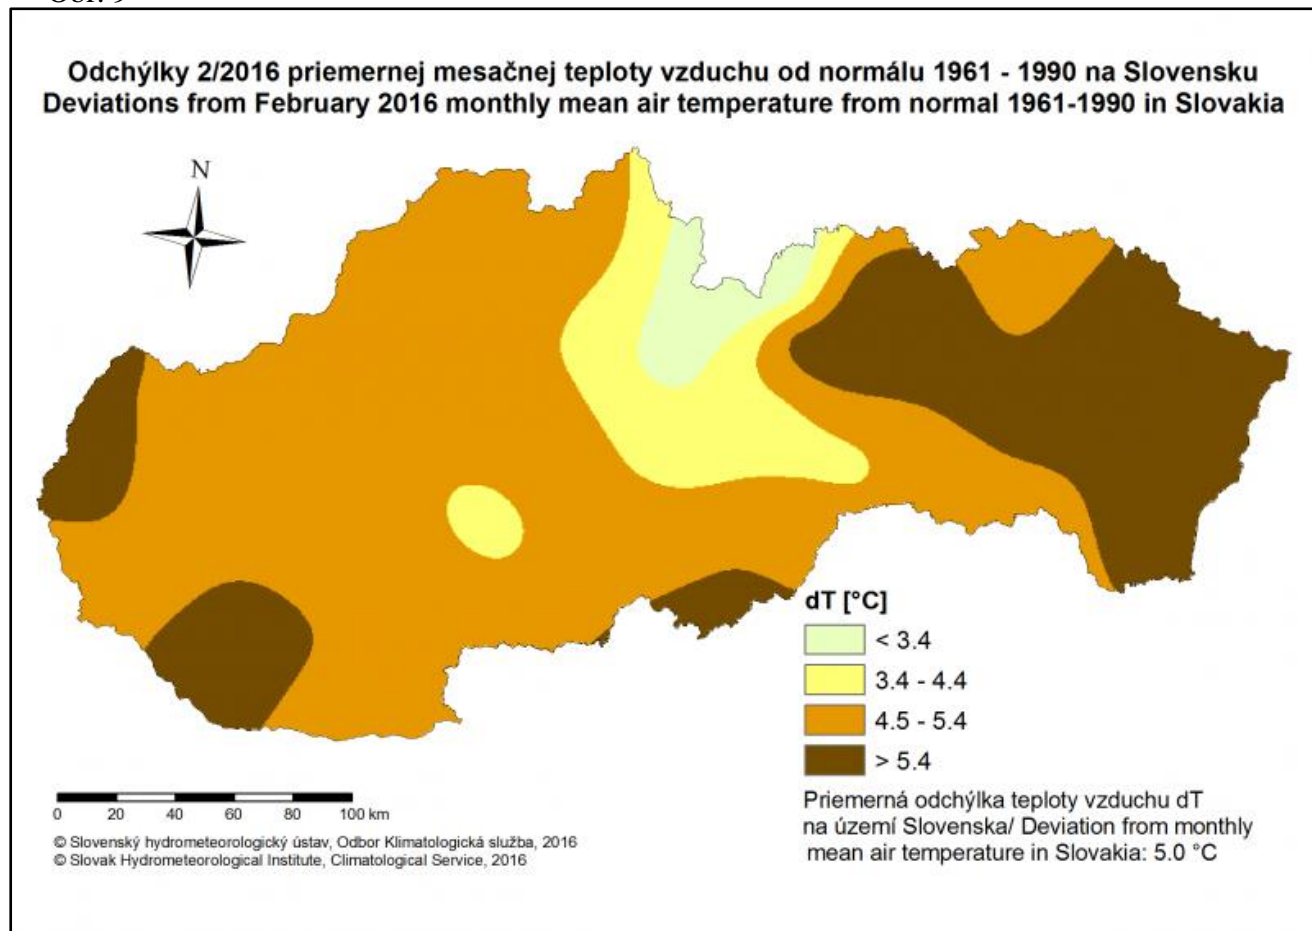 Obr. 9
Odchýlky 2/2016 priemernej mesačnej teploty vzduchu od normálu 1961 - 1990 na Slovensku
Deviations from February 2016 monthly mean air temperature from normal 1961-1990 in Slovakia
N
dT [°C]
< 3.4
3.4 - 4.4
4.5 - 5.4
> 5.4
0 20 40 60 80 100 km
Priemerná odchýlka teploty vzduchu dT
na území Slovenska/ Deviation from monthly
mean air temperature in Slovakia: 5.0 °C
© Slovenský hydrometeorologický ústav, Odbor Klimatologická služba, 2016
© Slovak Hydrometeorological Institute, Climatological Service, 2016